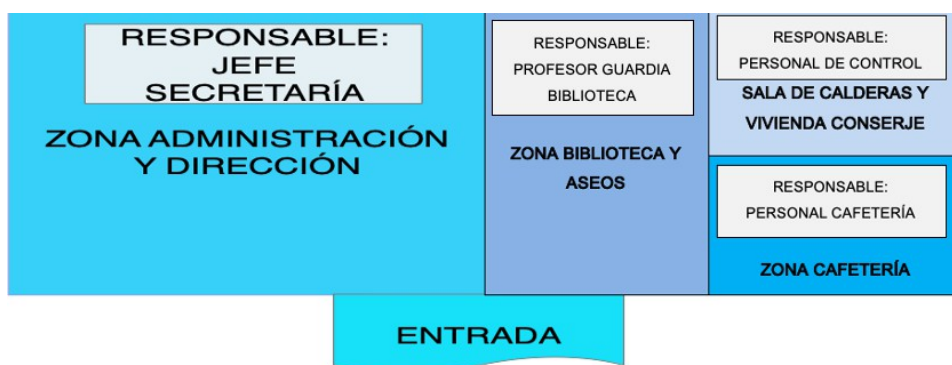 RESPONSABLE:
JEFE
SECRETARÍA
ZONA ADMINISTRACIÓN
Y DIRECCIÓN
RESPONSABLE:
PROFESOR GUARDIA
BIBLIOTECA
ZONA BIBLIOTECA Y
ASEOS
RESPONSABLE:
PERSONAL DE CONTROL
SALA DE CALDERAS Y
VIVIENDA CONSERJE
RESPONSABLE:
PERSONAL CAFETERÍA
ZONA CAFETERÍA
ENTRADA